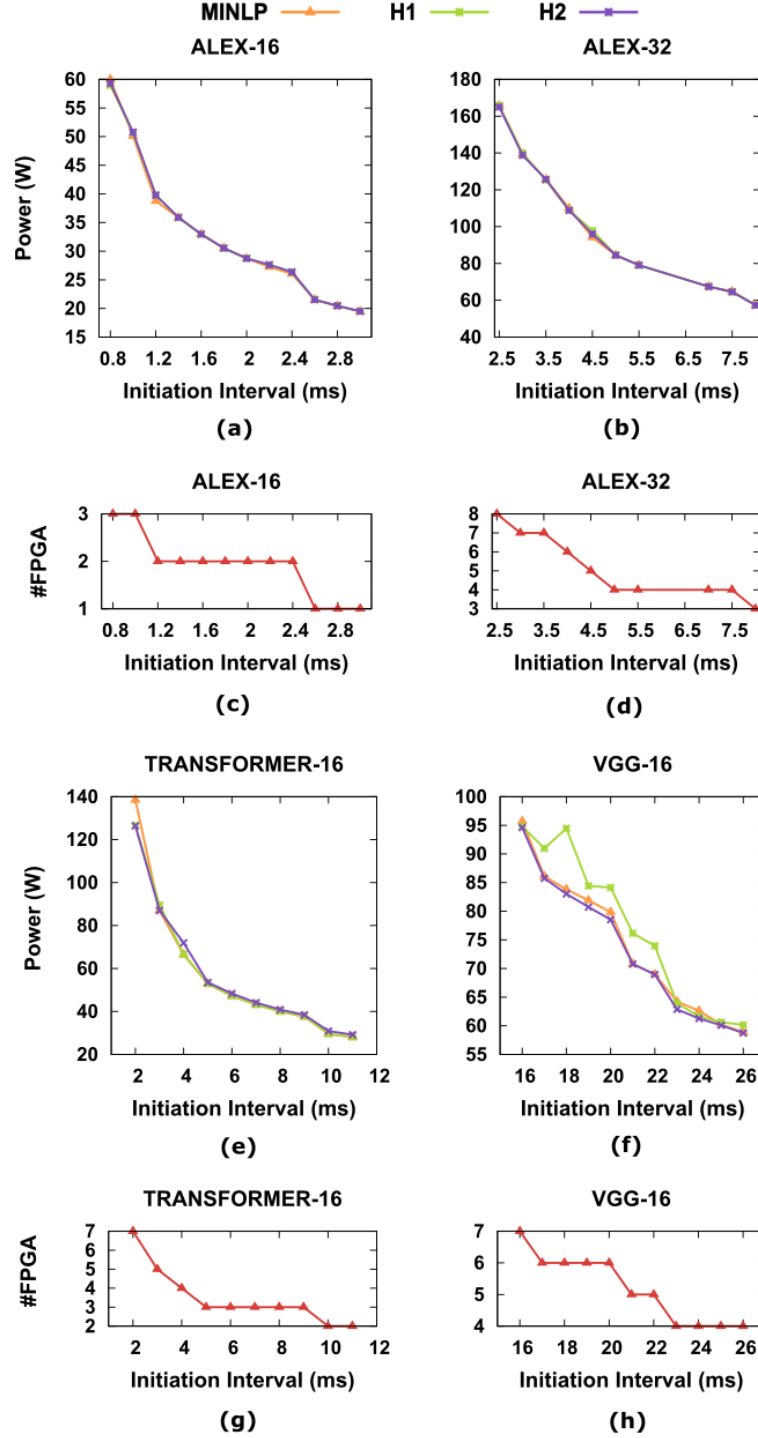 MINLP H1 H2
ALEX-16 ALEX-32
Power (W)
60
55
50
45
40
35
30
25
20
15
0.8 1.2 1.6 2 2.4 2.8
Initiation Interval (ms)
(a)
180
160
140
120
100
80
60
40
2.5 3.5 4.5 5.5 6.5 7.5
Initiation Interval (ms)
(b)
ALEX-16 ALEX-32
#FPGA
3
2
1
0.8 1.2 1.6 2 2.4 2.8
Initiation Interval (ms)
(c)
8
7
6
5
4
3
2.5 3.5 4.5 5.5 6.5 7.5
Initiation Interval (ms)
(d)
TRANSFORMER-16 VGG-16
Power (W)
140
120
100
80
60
40
20
2 4 6 8 10 12
Initiation Interval (ms)
(e)
100
95
90
85
80
75
70
65
60
55
16 18 20 22 24 26
Initiation Interval (ms)
(f)
TRANSFORMER-16 VGG-16
#FPGA
7
6
5
4
3
2
2 4 6 8 10 12
Initiation Interval (ms)
(g)
7
6
5
4
16 18 20 22 24 26
Initiation Interval (ms)
(h)